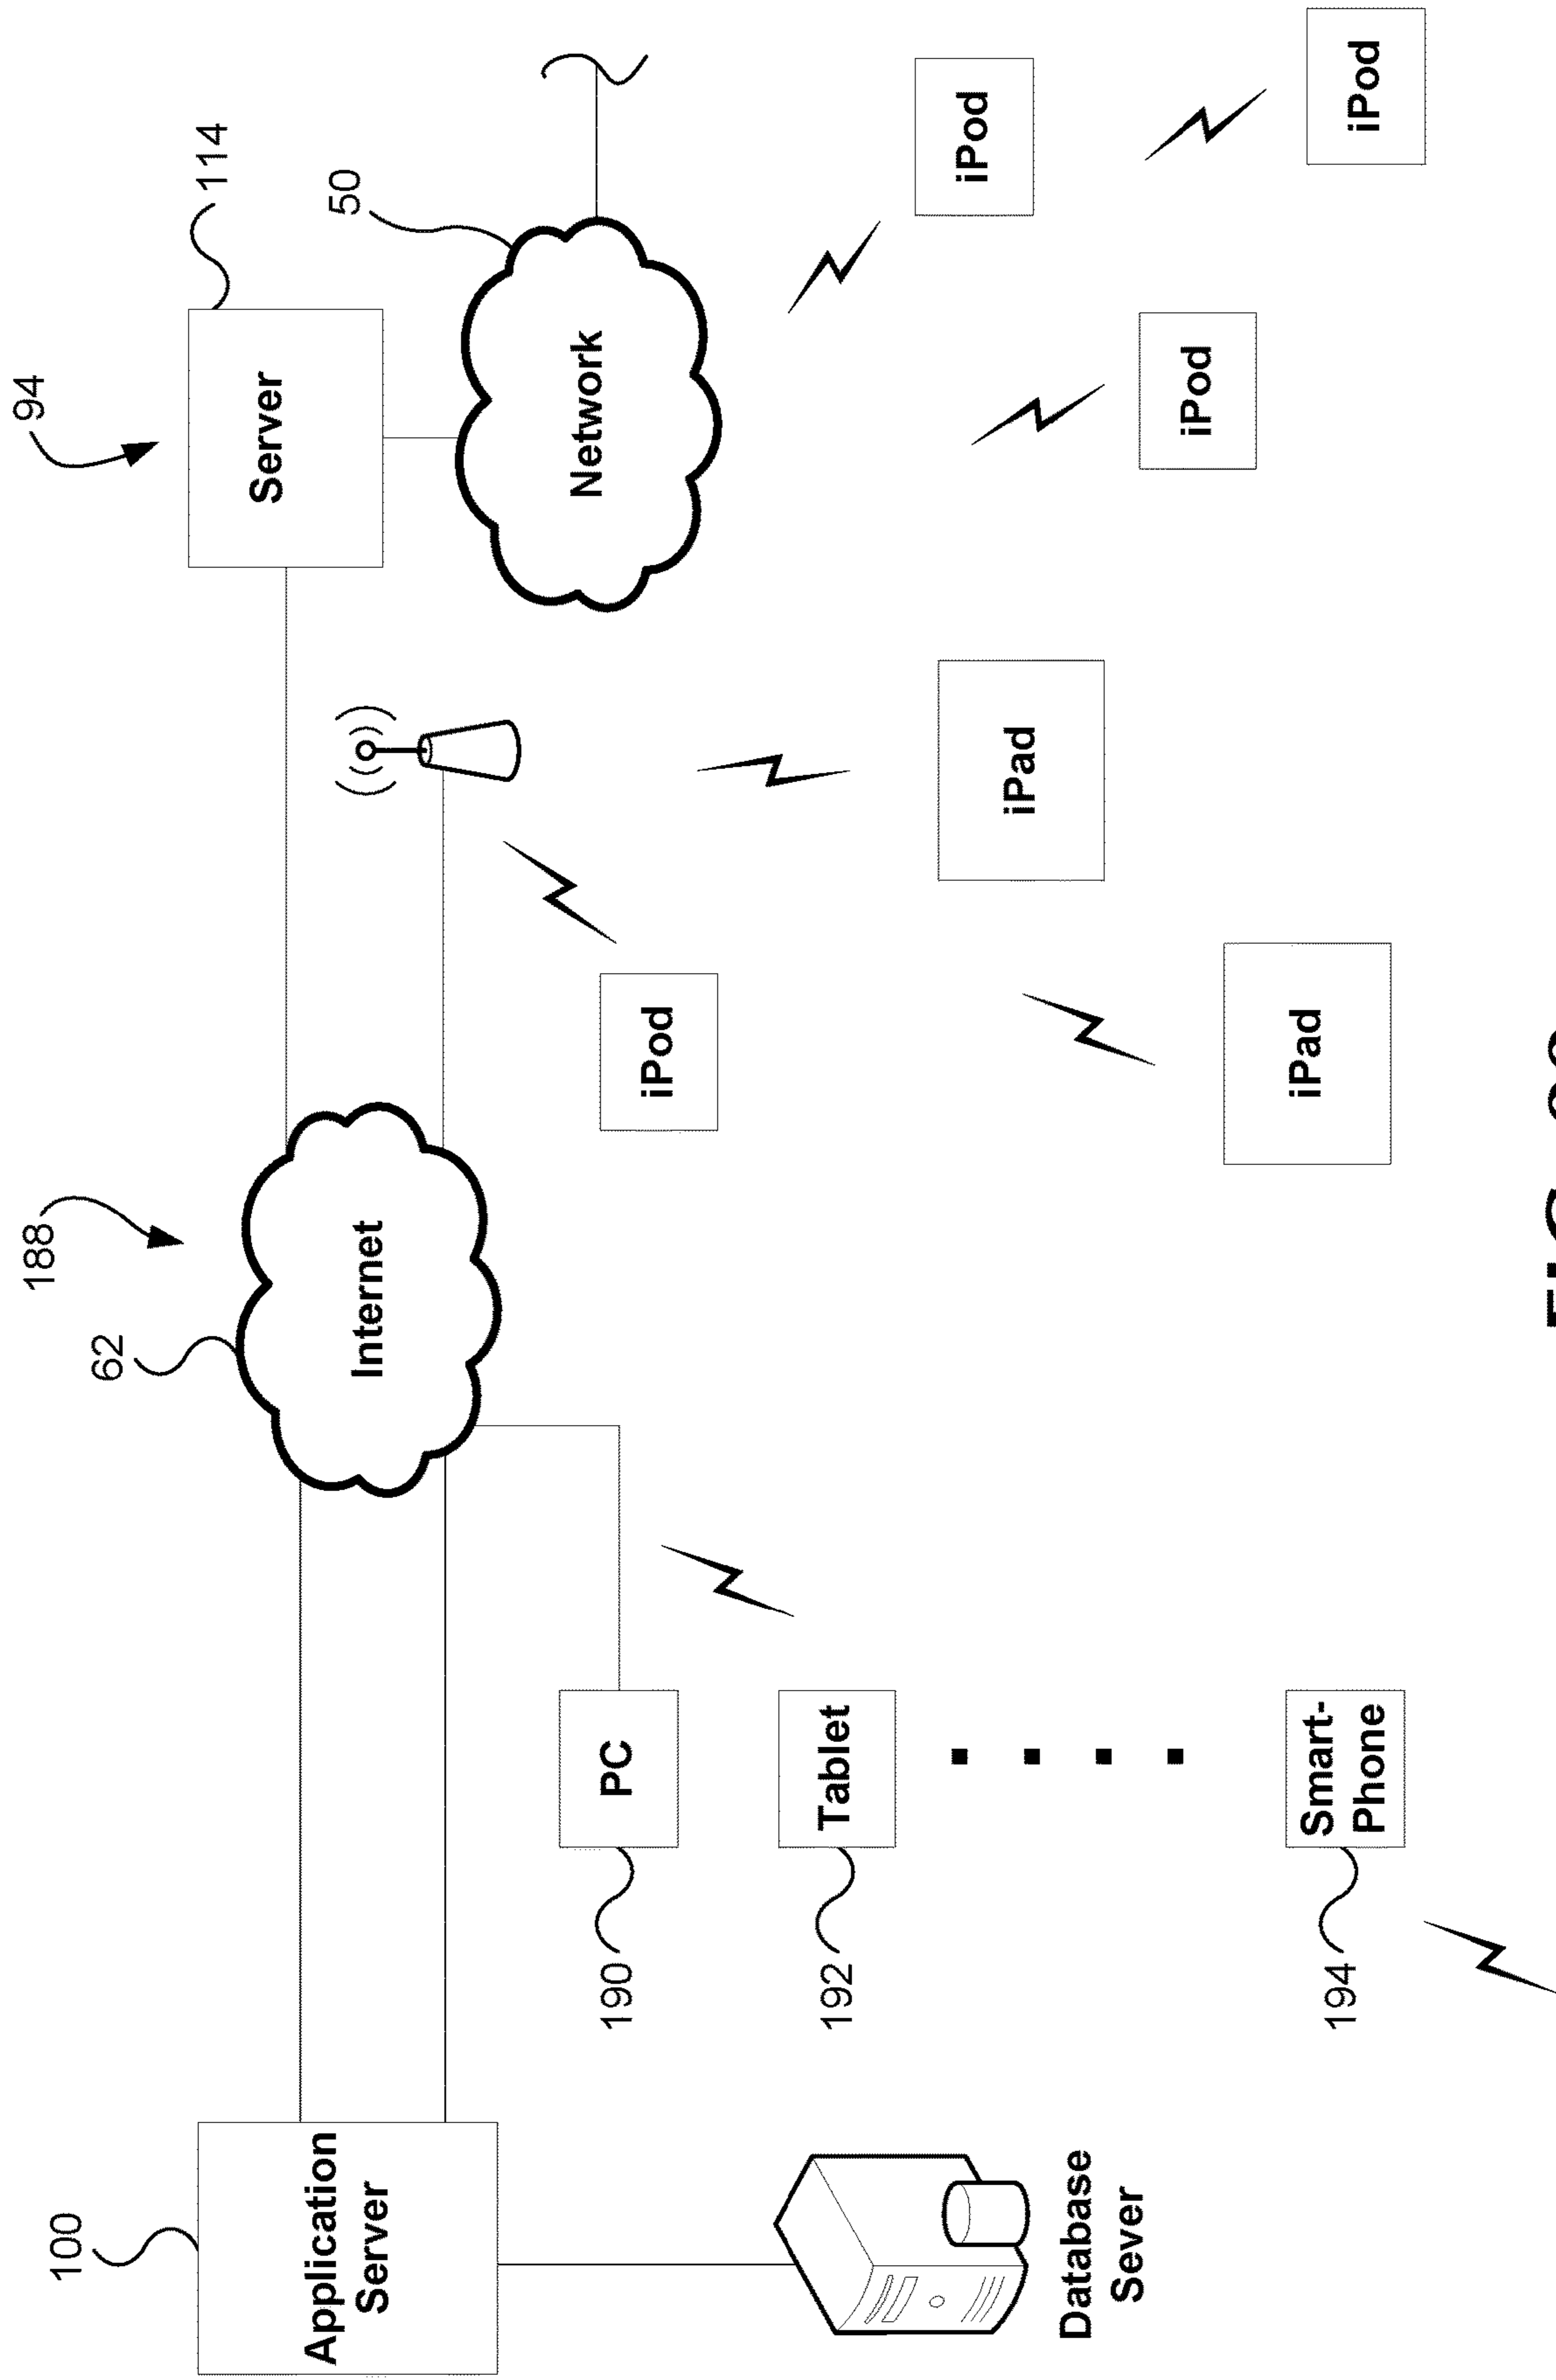 188
94
100
62
114
Application
Server
Server
50
Internet
Network
190
PC
iPod
192
Tablet
iPod
iPad
Database
Sever
iPod
iPad
194
Smart-
Phone
iPod